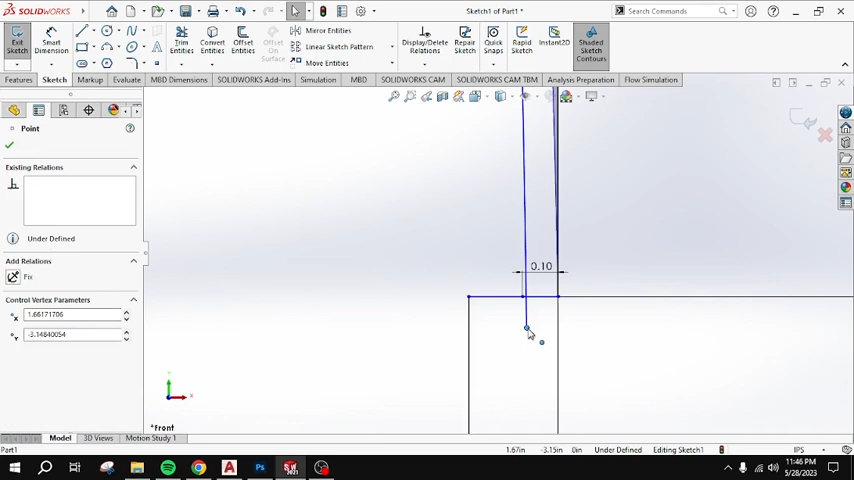 SOLIDWORKS
Sketch1 of Part1 *
Search Commands
Exit Sketch
Smart Dimension
Trim Entities
Convert Entities
Offset Entities
Offset On Surface
Mirror Entities
Linear Sketch Pattern
Move Entities
Display/Delete Relations
Repair Sketch
Quick Snaps
Rapid Sketch
Instant2D
Shaded Sketch Contours
Features
Sketch
Markup
Evaluate
MBD Dimensions
SOLIDWORKS Add-Ins
Simulation
MBD
SOLIDWORKS CAM
SOLIDWORKS CAM TBM
Analysis Preparation
Flow Simulation
Point
Existing Relations
Under Defined
Add Relations
Fix
Control Vertex Parameters
1.66171706
-3.14840054
0.10
*Front
Model
3D Views
Motion Study 1
Part1
1.67in
-3.15in
0in
Under Defined
Editing Sketch1
IPS
11:46 PM
5/28/2023